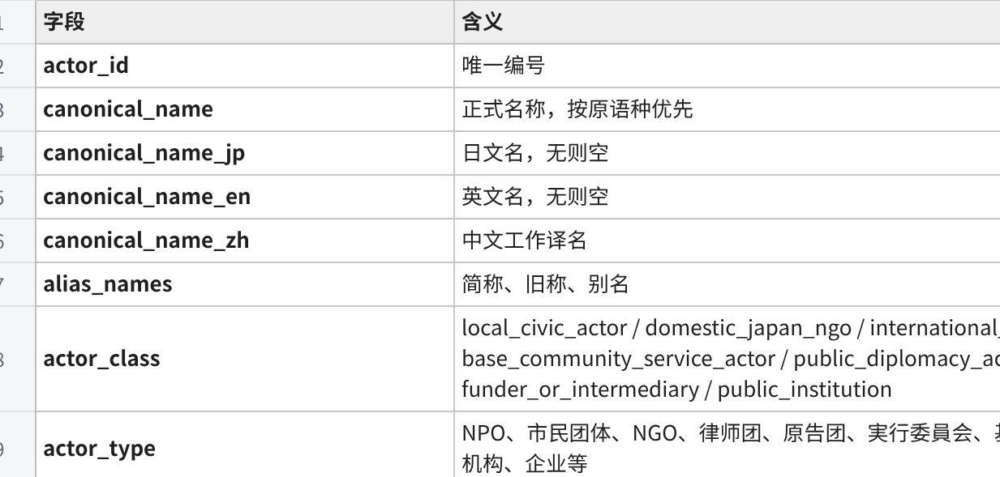 1 字段 含义
2 actor_id 唯一编号
3 canonical_name 正式名称，按原语种优先
4 canonical_name_jp 日文名，无则空
5 canonical_name_en 英文名，无则空
6 canonical_name_zh 中文工作译名
7 alias_names 简称、旧称、别名
8 actor_class local_civic_actor / domestic_japan_ngo / international_
base_community_service_actor / public_diplomacy_ac
funder_or_intermediary / public_institution
9 actor_type NPO、市民团体、NGO、律师团、原告团、実行委員会、
机构、企业等